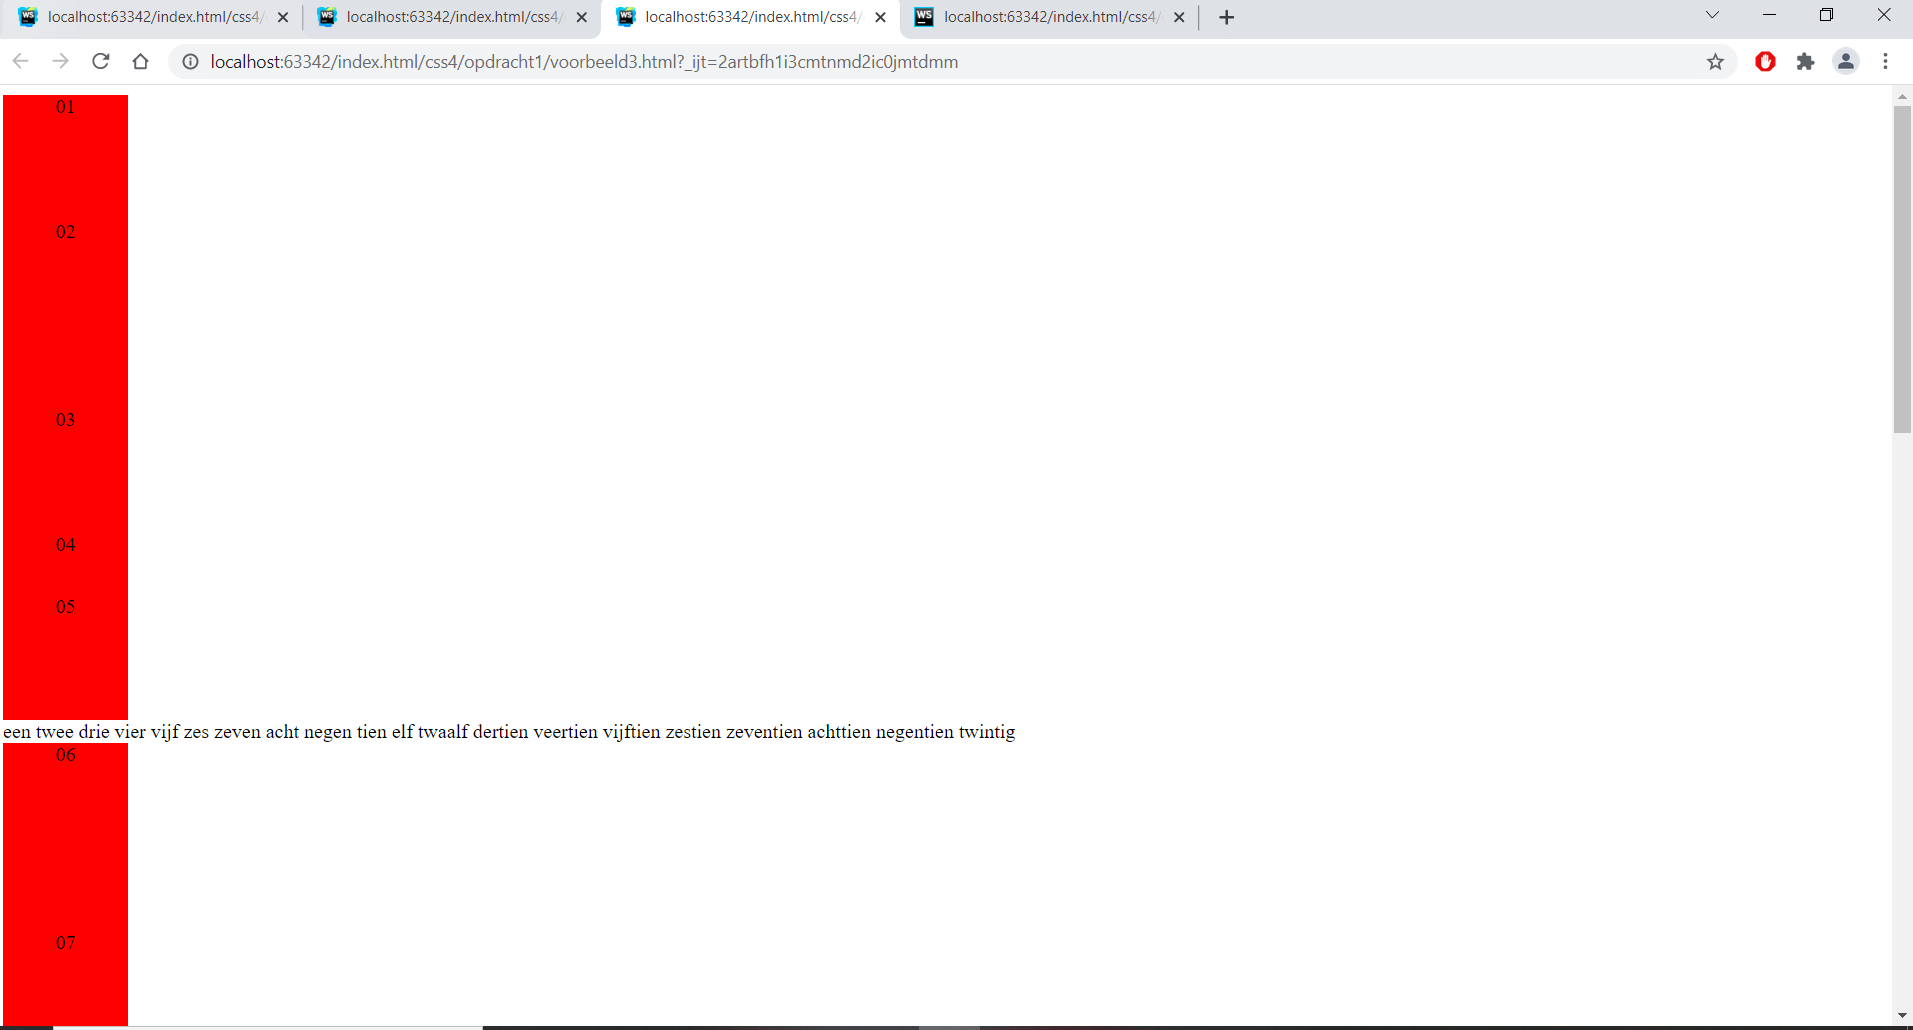 localhost:63342/index.html/css4/ localhost:63342/index.html/css4/ localhost:63342/index.html/css4/ localhost:63342/index.html/css4/
localhost:63342/index.html/css4/opdracht1/voorbeeld3.html?_ijt=2artbfh1i3cmtnmd2ic0jmtdmm
01
02
03
04
05
een twee drie vier vijf zes zeven acht negen tien elf twaalf dertien veertien vijftien zestien zeventien achttien negentien twintig
06
07